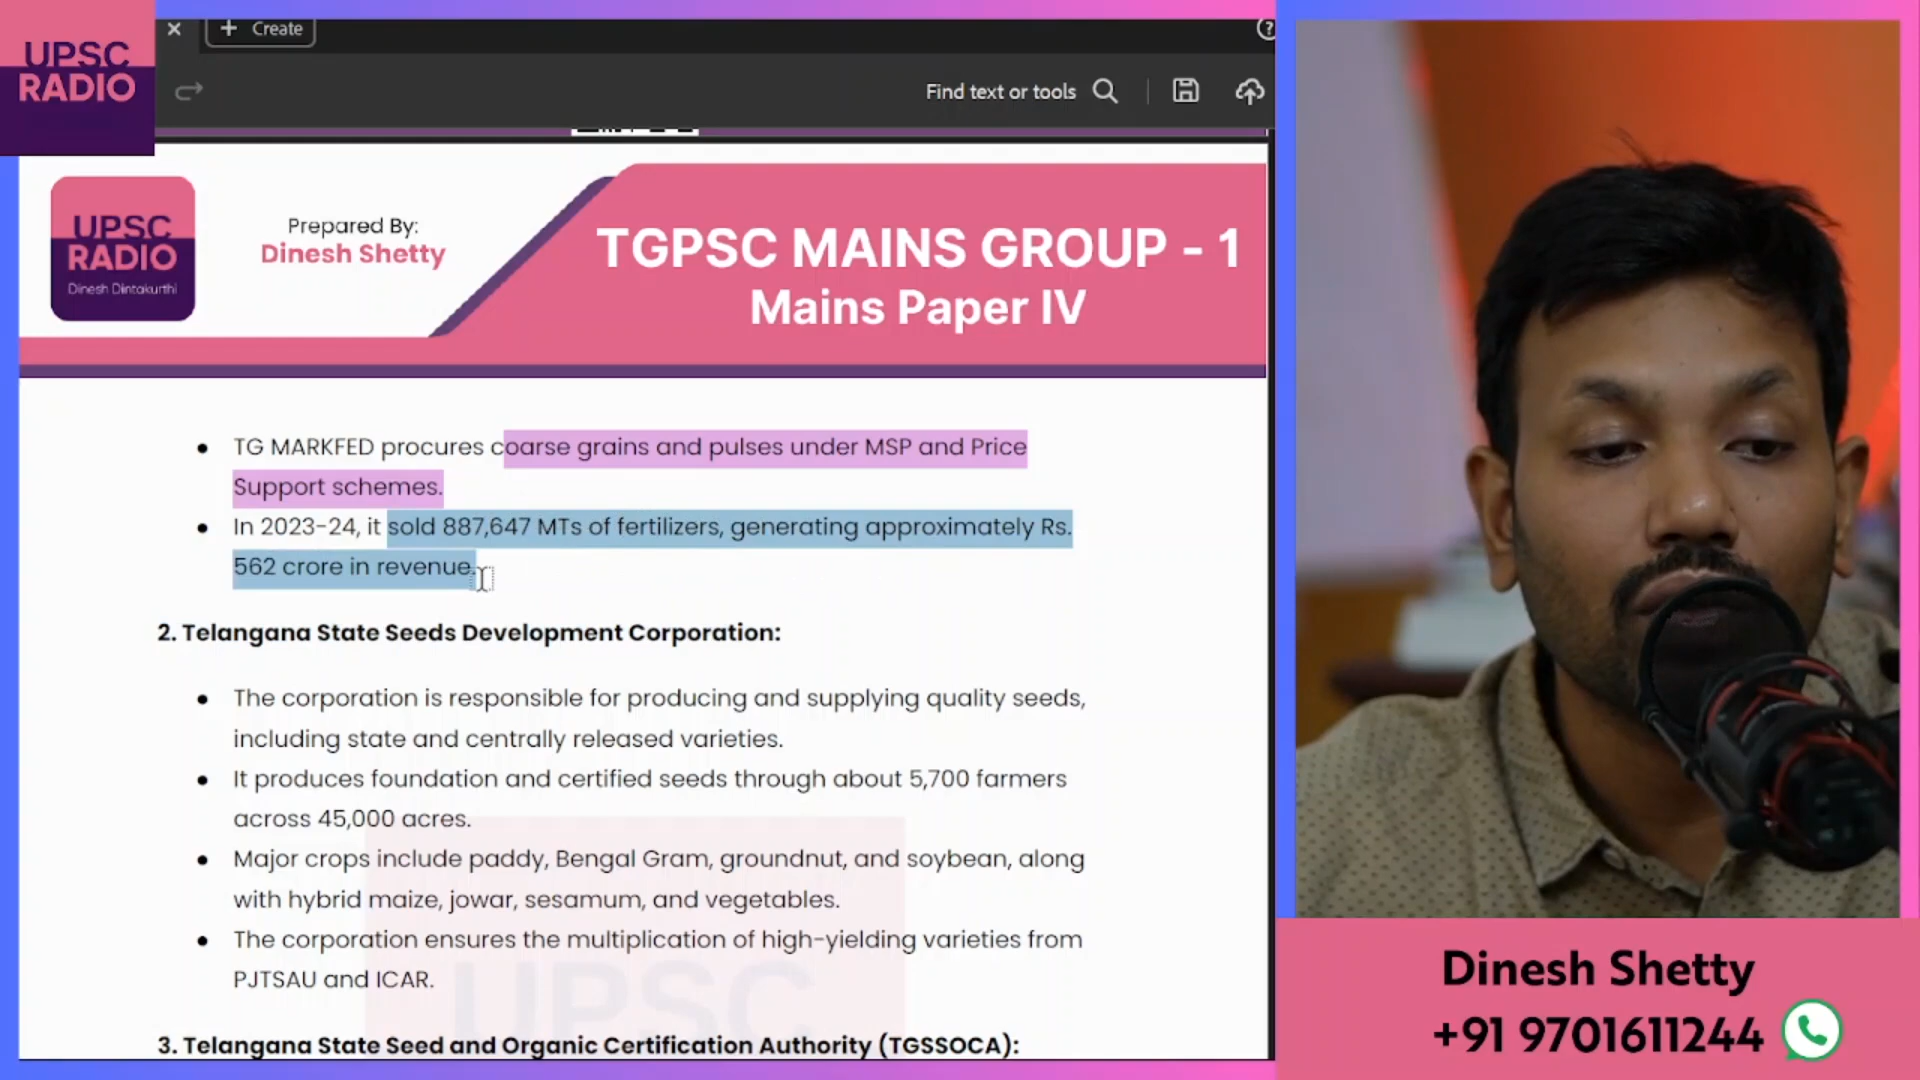 UPSC
RADIO
Create
Find text or tools
UPSC
RADIO
Dinesh Dintakurthi
Prepared By:
Dinesh Shetty
TGPSC MAINS GROUP - 1
Mains Paper IV
● TG MARKFED procures coarse grains and pulses under MSP and Price
Support schemes.
● In 2023-24, it sold 887,647 MTs of fertilizers, generating approximately Rs.
562 crore in revenue.
2. Telangana State Seeds Development Corporation:
● The corporation is responsible for producing and supplying quality seeds,
including state and centrally released varieties.
● It produces foundation and certified seeds through about 5,700 farmers
across 45,000 acres.
● Major crops include paddy, Bengal Gram, groundnut, and soybean, along
with hybrid maize, jowar, sesamum, and vegetables.
● The corporation ensures the multiplication of high-yielding varieties from
PJTSAU and ICAR.
UPSC
3. Telangana State Seed and Organic Certification Authority (TGSSOCA):
Dinesh Shetty
+91 9701611244